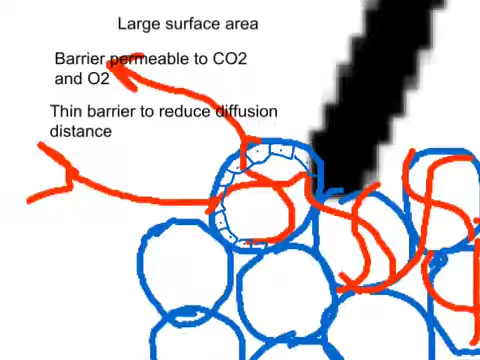 Large surface area
Barrier permeable to CO2
and O2
Thin barrier to reduce diffusion
distance